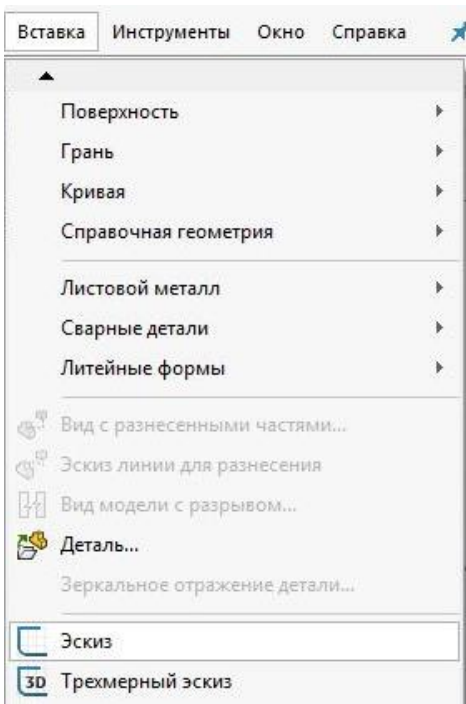 Вставка Инструменты Окно Справка
Поверхность
Грань
Кривая
Справочная геометрия
Листовой металл
Сварные детали
Литейные формы
Вид с разнесенными частями...
Эскиз линии для разнесения
Вид модели с разрывом...
Деталь...
Зеркальное отражение детали...
Эскиз
3D Трехмерный эскиз